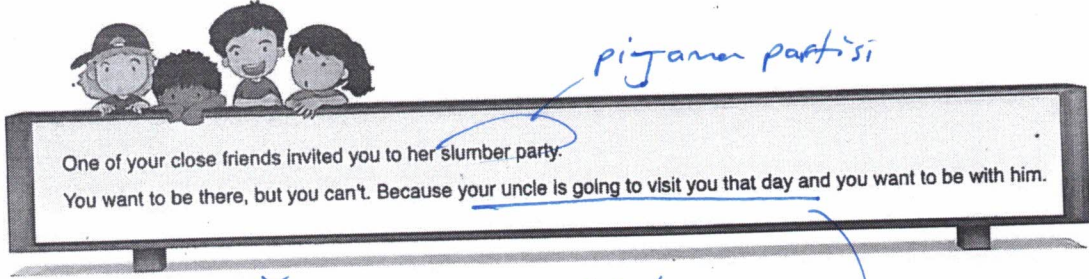 pijama partisi
One of your close friends invited you to her slumber party.
You want to be there, but you can't. Because your uncle is going to visit you that day and you want to be with him.